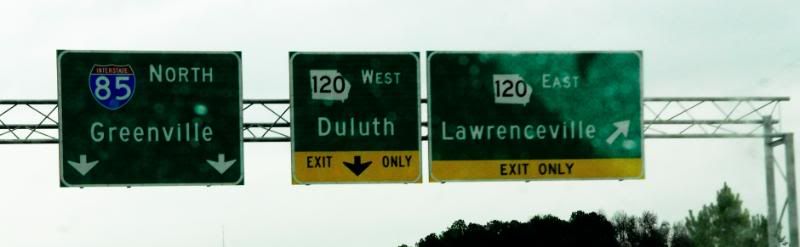 INTERSTATE
85
NORTH
Greenville
120 WEST
Duluth
EXIT ONLY
120 EAST
Lawrenceville
EXIT ONLY